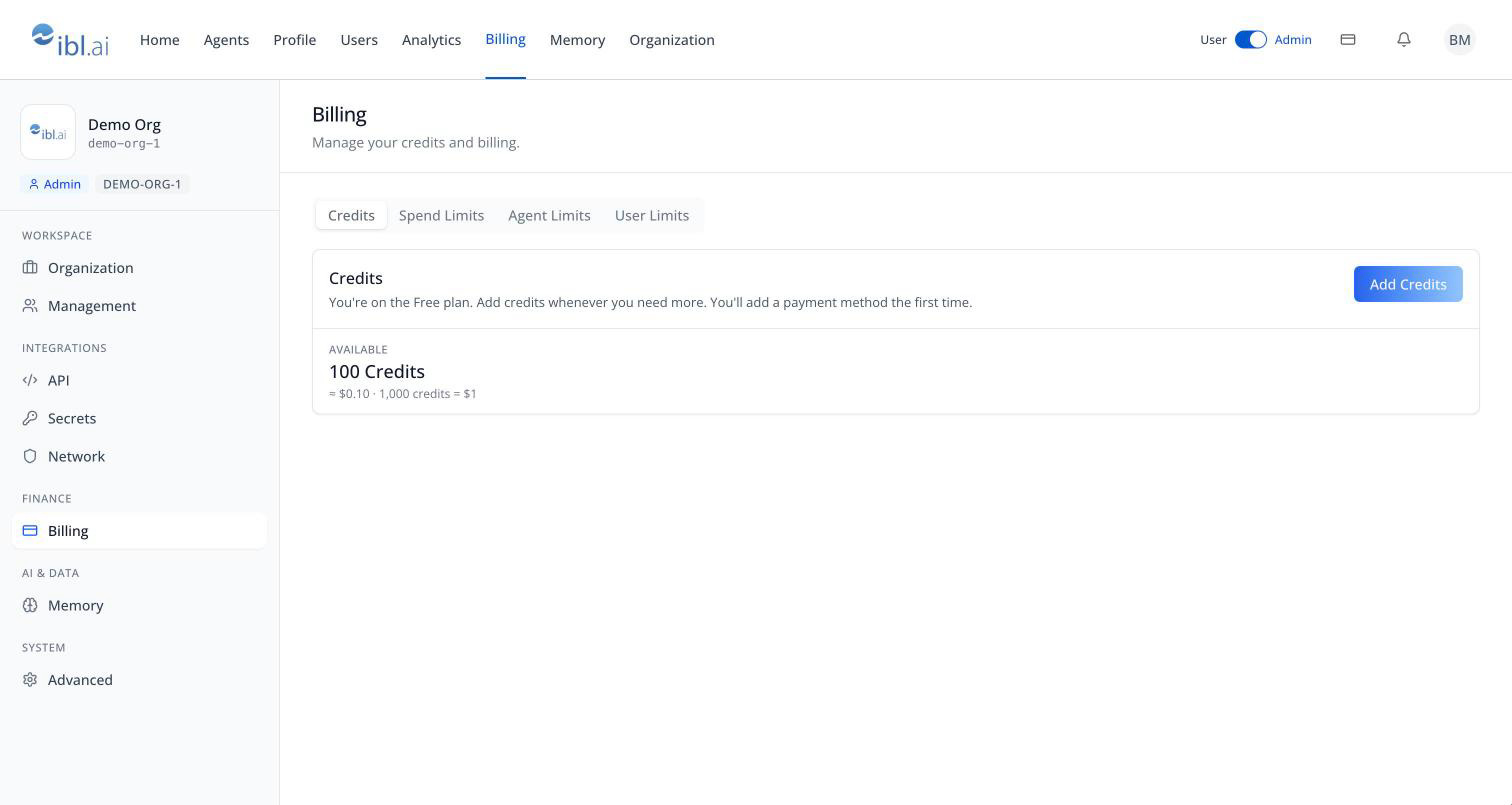 ibl.ai
Home
Agents
Profile
Users
Analytics
Billing
Memory
Organization
User
Admin
BM
ibl.ai
Demo Org
demo-org-1
Admin
DEMO-ORG-1
WORKSPACE
Organization
Management
INTEGRATIONS
API
Secrets
Network
FINANCE
Billing
AI & DATA
Memory
SYSTEM
Advanced
Billing
Manage your credits and billing.
Credits
Spend Limits
Agent Limits
User Limits
Credits
You're on the Free plan. Add credits whenever you need more. You'll add a payment method the first time.
Add Credits
AVAILABLE
100 Credits
≈ $0.10 · 1,000 credits = $1